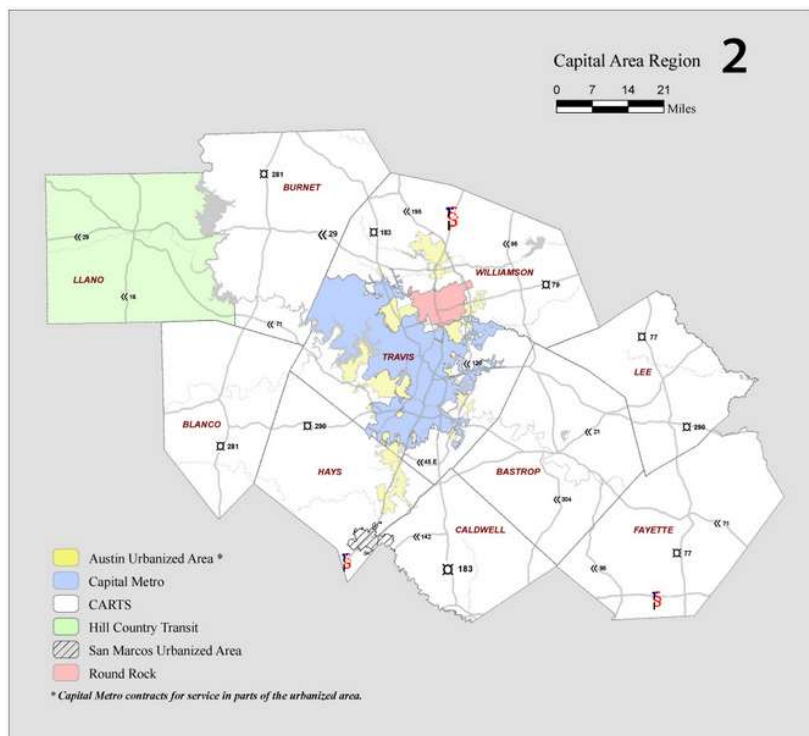 Capital Area Region 2
0 7 14 21
Miles
281
BURNET
195
29
183
95
29
WILLIAMSON
LLANO
79
16
71
77
TRAVIS
130
LEE
BLANCO
290
290
21
281
45 E
HAYS
BASTROP
304
142
CALDWELL
FAYETTE
71
183
77
95
Austin Urbanized Area *
Capital Metro
CARTS
Hill Country Transit
San Marcos Urbanized Area
Round Rock
* Capital Metro contracts for service in parts of the urbanized area.